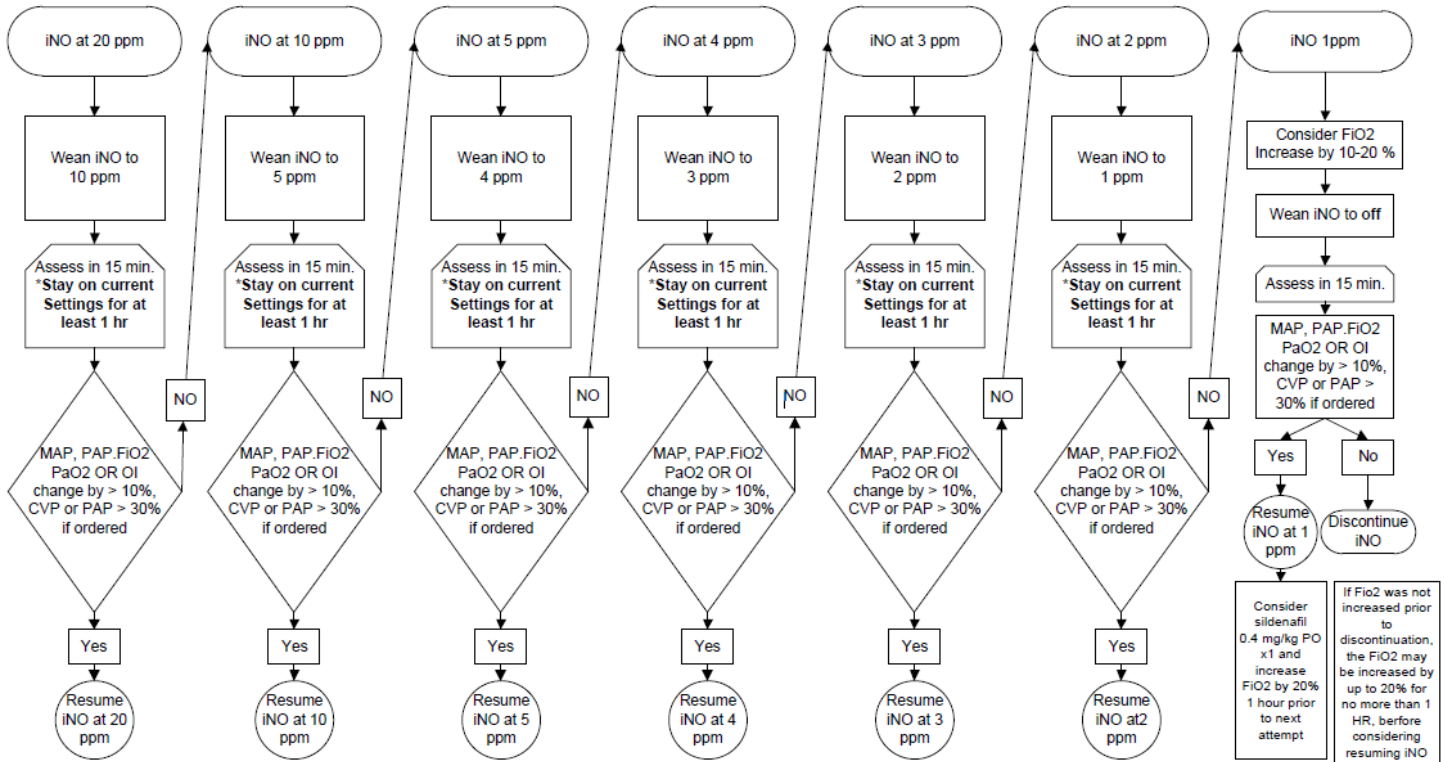 iNO at 20 ppm
Wean iNO to
10 ppm
Assess in 15 min.
*Stay on current
Settings for at
least 1 hr
NO
MAP, PAP.FiO2
PaO2 OR OI
change by > 10%,
CVP or PAP > 30%
if ordered
Yes
Resume
iNO at 20
ppm
iNO at 10 ppm
Wean iNO to
5 ppm
Assess in 15 min.
*Stay on current
Settings for at
least 1 hr
NO
MAP, PAP.FiO2
PaO2 OR OI
change by > 10%,
CVP or PAP > 30%
if ordered
Yes
Resume
iNO at 10
ppm
iNO at 5 ppm
Wean iNO to
4 ppm
Assess in 15 min.
*Stay on current
Settings for at
least 1 hr
NO
MAP, PAP.FiO2
PaO2 OR OI
change by > 10%,
CVP or PAP > 30%
if ordered
Yes
Resume
iNO at 5
ppm
iNO at 4 ppm
Wean iNO to
3 ppm
Assess in 15 min.
*Stay on current
Settings for at
least 1 hr
NO
MAP, PAP.FiO2
PaO2 OR OI
change by > 10%,
CVP or PAP > 30%
if ordered
Yes
Resume
iNO at 4
ppm
iNO at 3 ppm
Wean iNO to
2 ppm
Assess in 15 min.
*Stay on current
Settings for at
least 1 hr
NO
MAP, PAP.FiO2
PaO2 OR OI
change by > 10%,
CVP or PAP > 30%
if ordered
Yes
Resume
iNO at 3
ppm
iNO at 2 ppm
Wean iNO to
1 ppm
Assess in 15 min.
*Stay on current
Settings for at
least 1 hr
NO
MAP, PAP.FiO2
PaO2 OR OI
change by > 10%,
CVP or PAP > 30%
if ordered
Yes
Resume
iNO at2
ppm
iNO 1ppm
Consider FiO2
Increase by 10-20 %
Wean iNO to off
Assess in 15 min.
MAP, PAP.FiO2
PaO2 OR OI
change by > 10%,
CVP or PAP >
30% if ordered
Yes
No
Resume
iNO at 1
ppm
Discontinue
iNO
Consider
sildenafil
0.4 mg/kg PO
x1 and
increase
FiO2 by 20%
1 hour prior
to next
attempt
If Fio2 was not
increased prior
to
discontinuation,
the FiO2 may
be increased by
up to 20% for
no more than 1
HR, berfore
considering
resuming iNO